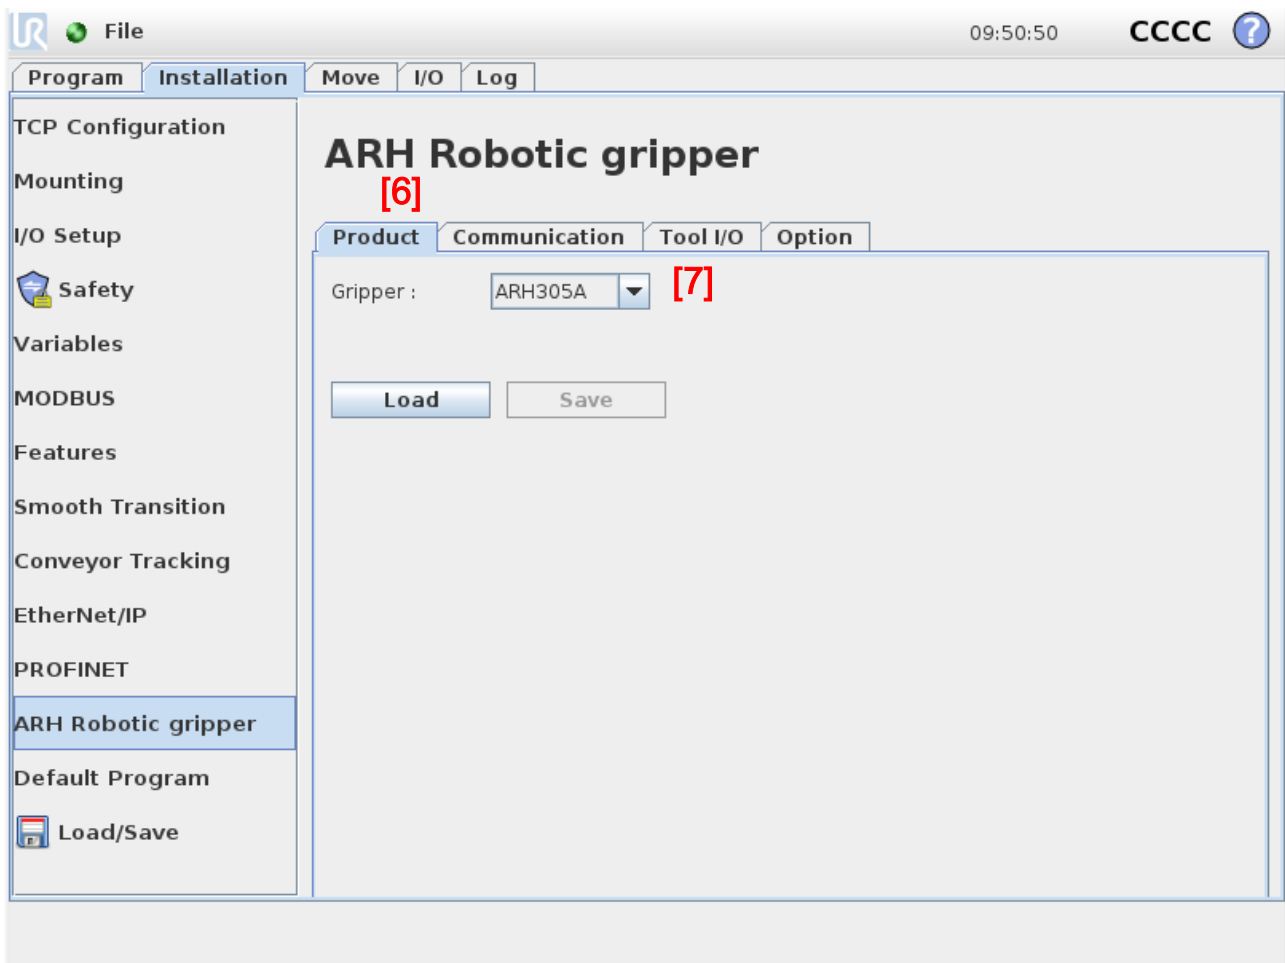 UR File 09:50:50 CCCC ?
Program Installation Move I/O Log
TCP Configuration
Mounting
I/O Setup
Safety
Variables
MODBUS
Features
Smooth Transition
Conveyor Tracking
EtherNet/IP
PROFINET
ARH Robotic gripper
Default Program
Load/Save
ARH Robotic gripper
[6]
Product Communication Tool I/O Option
Gripper : ARH305A [7]
Load Save